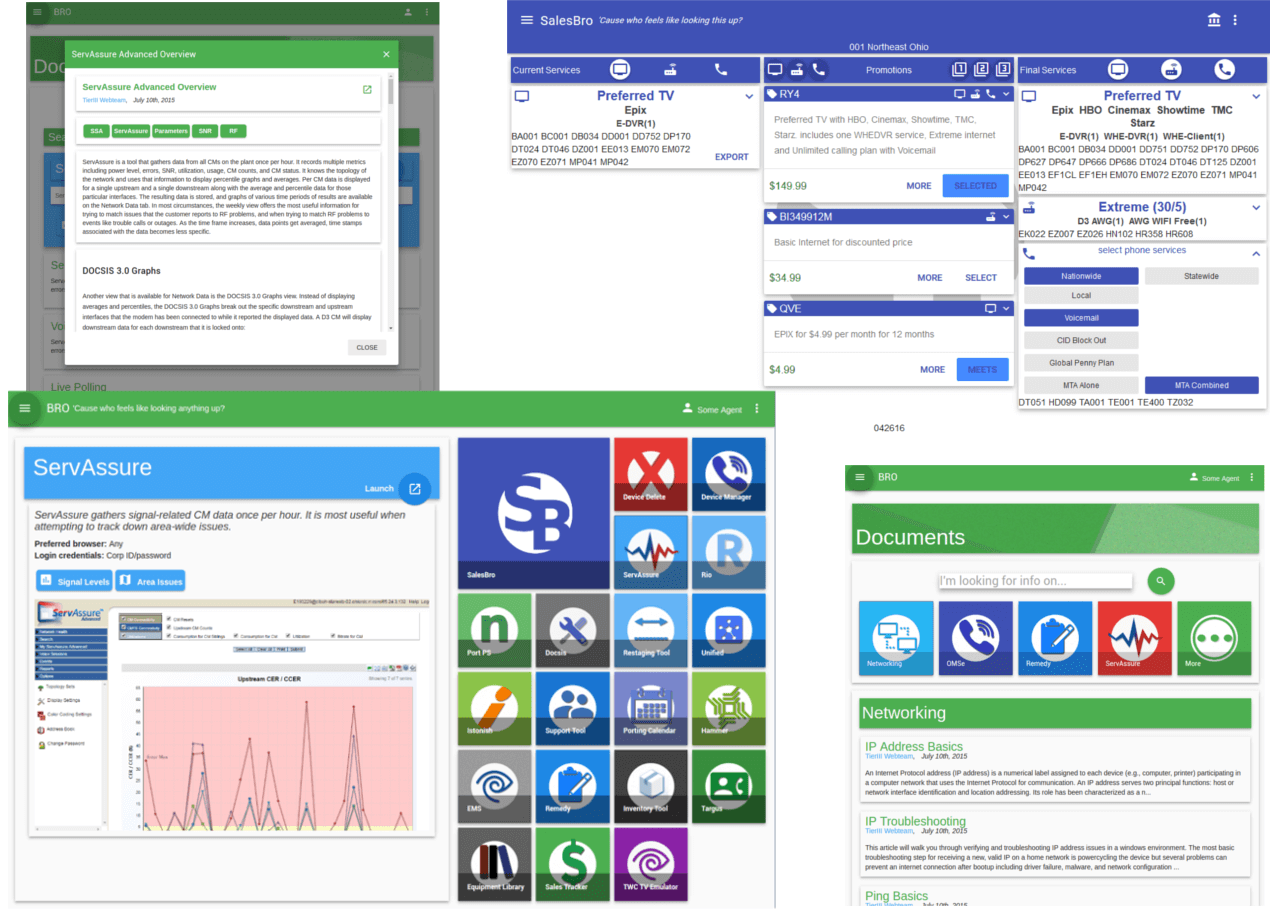 BRO
ServAssure Advanced Overview
ServAssure Advanced Overview
TierIII Webteam, July 10th, 2015
SSA ServAssure Parameters SNR RF
ServAssure is a tool that gathers data from all CMs on the plant once per hour. It records multiple metrics
including power level, errors, SNR, utilization, usage, CM counts, and CM status. It knows the topology of
the network and uses that information to display percentile graphs and averages. Per CM data is displayed
for a single upstream and a single downstream along with the average and percentile data for those
particular interfaces. The resulting data is stored, and graphs of various time periods of results are available
on the Network Data tab. In most circumstances, the weekly view offers the most useful information for
trying to match issues that the customer reports to RF problems, and when trying to match RF problems to
events like trouble calls or outages. As the time frame increases, data points get averaged, time stamps
associated with the data becomes less specific.
DOCSIS 3.0 Graphs
Another view that is available for Network Data is the DOCSIS 3.0 Graphs view. Instead of displaying
averages and percentiles, the DOCSIS 3.0 Graphs break out the specific downstream and upstream
interfaces that the modem has been connected to while it reported the displayed data. A D3 CM will display
downstream data for each downstream that it is locked onto:
CLOSE
Live Polling
SalesBro 'Cause who feels like looking this up?
001 Northeast Ohio
Current Services
Preferred TV
Epix
E-DVR(1)
BA001 BC001 DB034 DD001 DD752 DP170
DT024 DT046 DZ001 EE013 EM070 EM072
EZ070 EZ071 MP041 MP042
EXPORT
Promotions 1 2 3
RY4
Preferred TV with HBO, Cinemax, Showtime, TMC,
Starz. includes one WHEDVR service, Extreme internet
and Unlimited calling plan with Voicemail
$149.99 MORE SELECTED
BI349912M
Basic Internet for discounted price
$34.99 MORE SELECT
QVE
EPIX for $4.99 per month for 12 months
$4.99 MORE MEETS
Final Services
Preferred TV
Epix HBO Cinemax Showtime TMC
Starz
E-DVR(1) WHE-DVR(1) WHE-Client(1)
BA001 BC001 DB034 DD001 DD751 DD752 DP170 DP606
DP627 DP647 DP666 DP686 DT024 DT046 DT125 DZ001
EE013 EF1CL EF1EH EM070 EM072 EZ070 EZ071 MP041
MP042
Extreme (30/5)
D3 AWG(1) AWG WIFI Free(1)
EK022 EZ007 EZ026 HN102 HR358 HR608
select phone services
Nationwide Statewide
Local
Voicemail
CID Block Out
Global Penny Plan
MTA Alone MTA Combined
DT051 HD099 TA001 TE001 TE400 TZ032
042616
BRO 'Cause who feels like looking anything up?
Some Agent
ServAssure
Launch
ServAssure gathers signal-related CM data once per hour. It is most useful when
attempting to track down area-wide issues.
Preferred browser: Any
Login credentials: Corp ID/password
Signal Levels Area Issues
ServAssure
Advanced
Upstream CER / CCER
Topology Sets
Display Settings
Color Coding Settings
Address Book
Change Password
SB
SalesBro
Device Delete
Device Manager
ServAssure
R
Rio
n
Port PS
Docsis
Restaging Tool
Unified
Istonish
Support Tool
Porting Calendar
Hammer
EMS
Remedy
Inventory Tool
Targus
Equipment Library
$
Sales Tracker
TWC TV Emulator
BRO
Some Agent
Documents
I'm looking for info on...
Networking
OMSe
Remedy
ServAssure
More
Networking
IP Address Basics
TierIII Webteam, July 10th, 2015
An Internet Protocol address (IP address) is a numerical label assigned to each device (e.g., computer, printer) participating in
a computer network that uses the Internet Protocol for communication. An IP address serves two principal functions: host or
network interface identification and location addressing. Its role has been characterized as a n...
IP Troubleshooting
TierIII Webteam, July 10th, 2015
This article will walk you through verifying and troubleshooting IP address issues in a windows environment. The most basic
troubleshooting step for receiving a new, valid IP on a home network is powercycling the device but several problems can
prevent an internet connection after bootup including driver failure, malware, and network configuration ...
Ping Basics
TierIII Webteam, July 10th, 2015